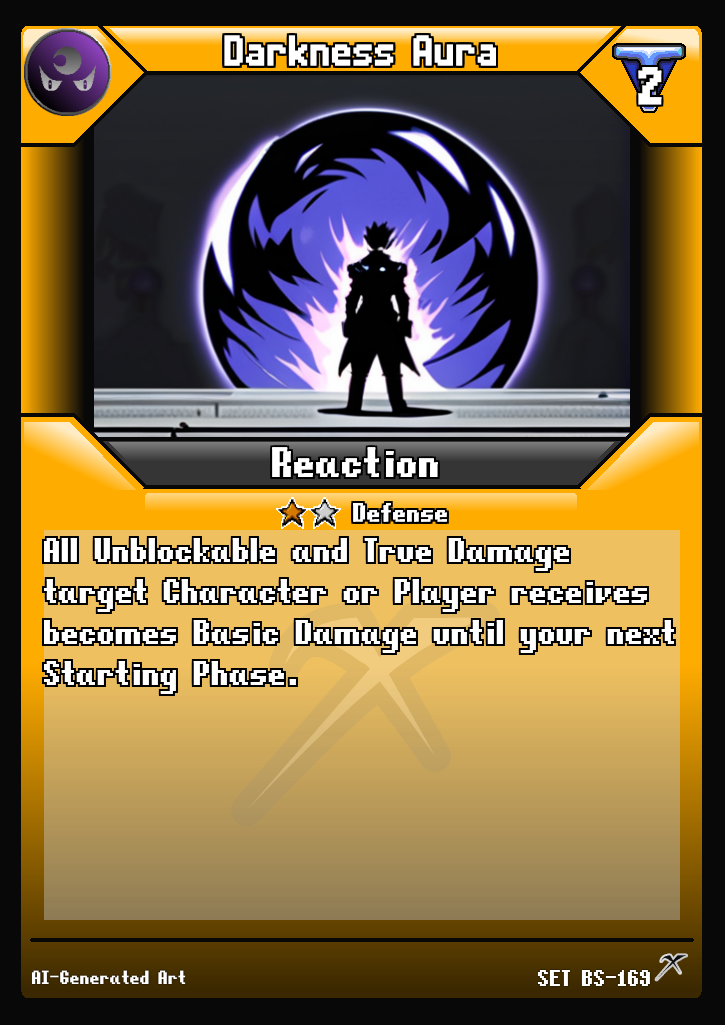 Darkness Aura
2
Reaction
Defense
All Unblockable and True Damage
target Character or Player receives
becomes Basic Damage until your next
Starting Phase.
AI-Generated Art
SET BS-169